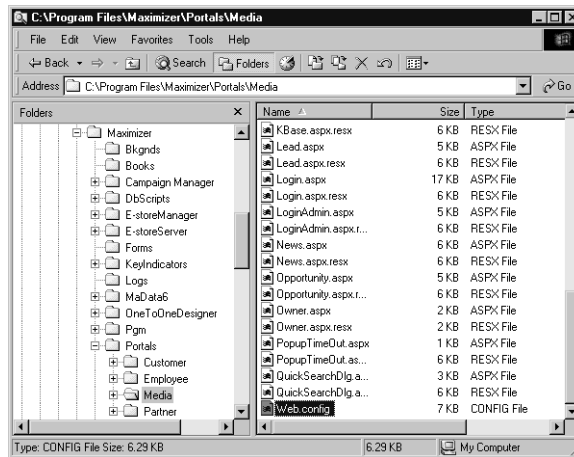 C:\Program Files\Maximizer\Portals\Media
File Edit View Favorites Tools Help
Back Search Folders
Address C:\Program Files\Maximizer\Portals\Media Go
Folders
Maximizer
Bkgnds
Books
Campaign Manager
DbScripts
E-storeManager
E-storeServer
Forms
KeyIndicators
Logs
MaData6
OneToOneDesigner
Pgm
Portals
Customer
Employee
Media
Partner
Name Size Type
KBase.aspx.resx 6 KB RESX File
Lead.aspx 5 KB ASPX File
Lead.aspx.resx 6 KB RESX File
Login.aspx 17 KB ASPX File
Login.aspx.resx 6 KB RESX File
LoginAdmin.aspx 5 KB ASPX File
LoginAdmin.aspx.r... 6 KB RESX File
News.aspx 6 KB ASPX File
News.aspx.resx 6 KB RESX File
Opportunity.aspx 5 KB ASPX File
Opportunity.aspx.r... 6 KB RESX File
Owner.aspx 2 KB ASPX File
Owner.aspx.resx 2 KB RESX File
PopupTimeOut.aspx 1 KB ASPX File
PopupTimeOut.as... 6 KB RESX File
QuickSearchDlg.a... 3 KB ASPX File
QuickSearchDlg.a... 6 KB RESX File
Web.config 7 KB CONFIG File
Type: CONFIG File Size: 6.29 KB 6.29 KB My Computer